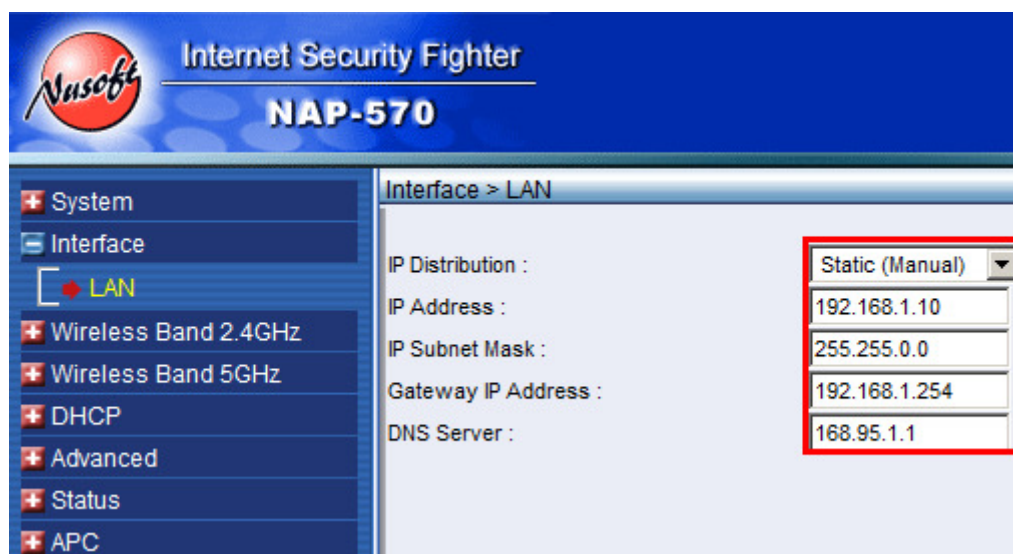 Nusoft
Internet Security Fighter
NAP-570
System
Interface
LAN
Wireless Band 2.4GHz
Wireless Band 5GHz
DHCP
Advanced
Status
APC
Interface > LAN
IP Distribution : Static (Manual)
IP Address : 192.168.1.10
IP Subnet Mask : 255.255.0.0
Gateway IP Address : 192.168.1.254
DNS Server : 168.95.1.1